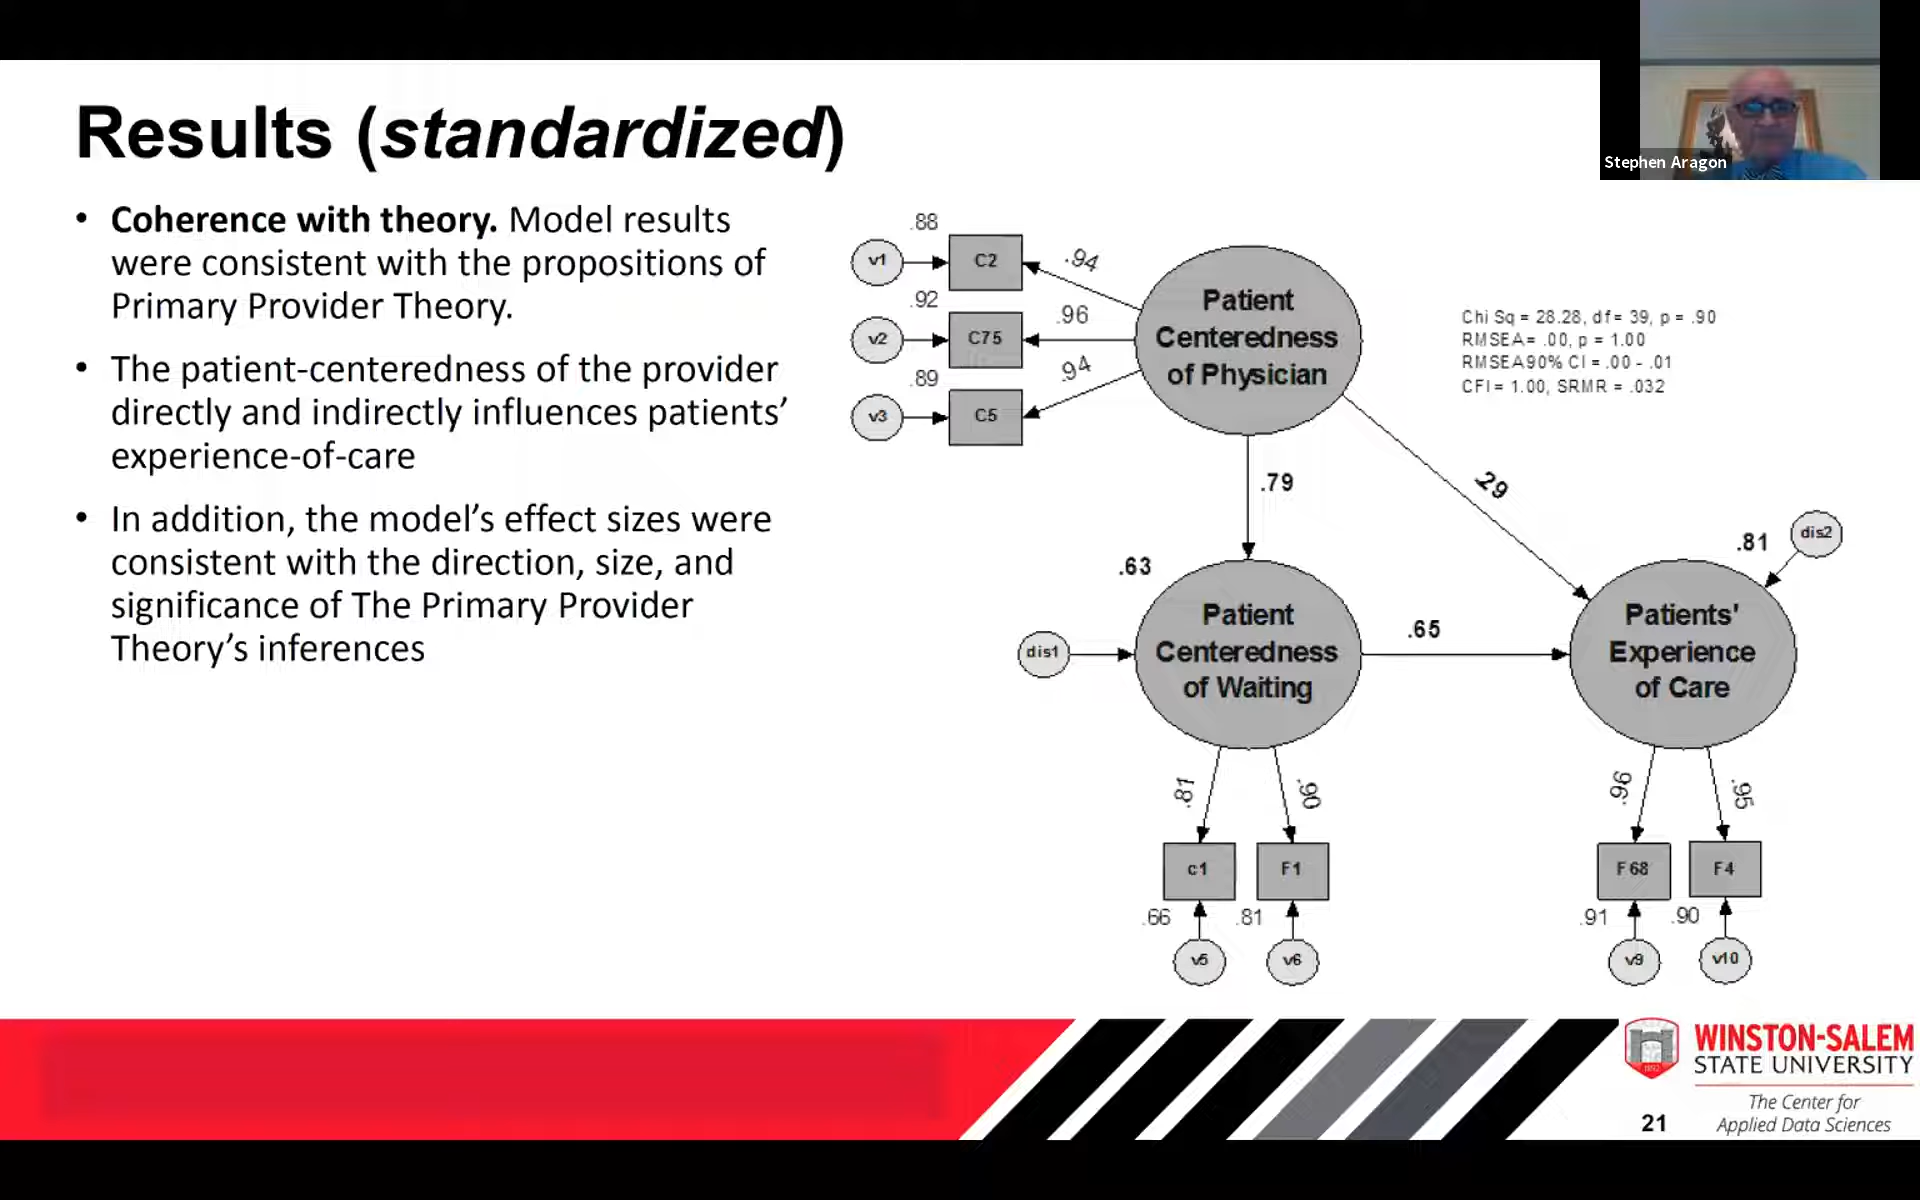 Results (standardized)
Stephen Aragon
• Coherence with theory. Model results
were consistent with the propositions of
Primary Provider Theory.
• The patient-centeredness of the provider
directly and indirectly influences patients’
experience-of-care
• In addition, the model’s effect sizes were
consistent with the direction, size, and
significance of The Primary Provider
Theory’s inferences
.88
v1
C2
.94
.92
v2
C75
.96
.89
v3
C5
.94
Patient
Centeredness
of Physician
Chi Sq = 28.28, df= 39, p = .90
RMSEA= .00, p = 1.00
RMSEA90% CI = .00 - .01
CFI = 1.00, SRMR = .032
.79
.29
.63
dis1
Patient
Centeredness
of Waiting
.65
.81
dis2
Patients'
Experience
of Care
.81
.90
.96
.95
c1
F1
F68
F4
.66
.81
.91
.90
v5
v6
v9
v10
1892
WINSTON-SALEM
STATE UNIVERSITY
The Center for
Applied Data Sciences
21